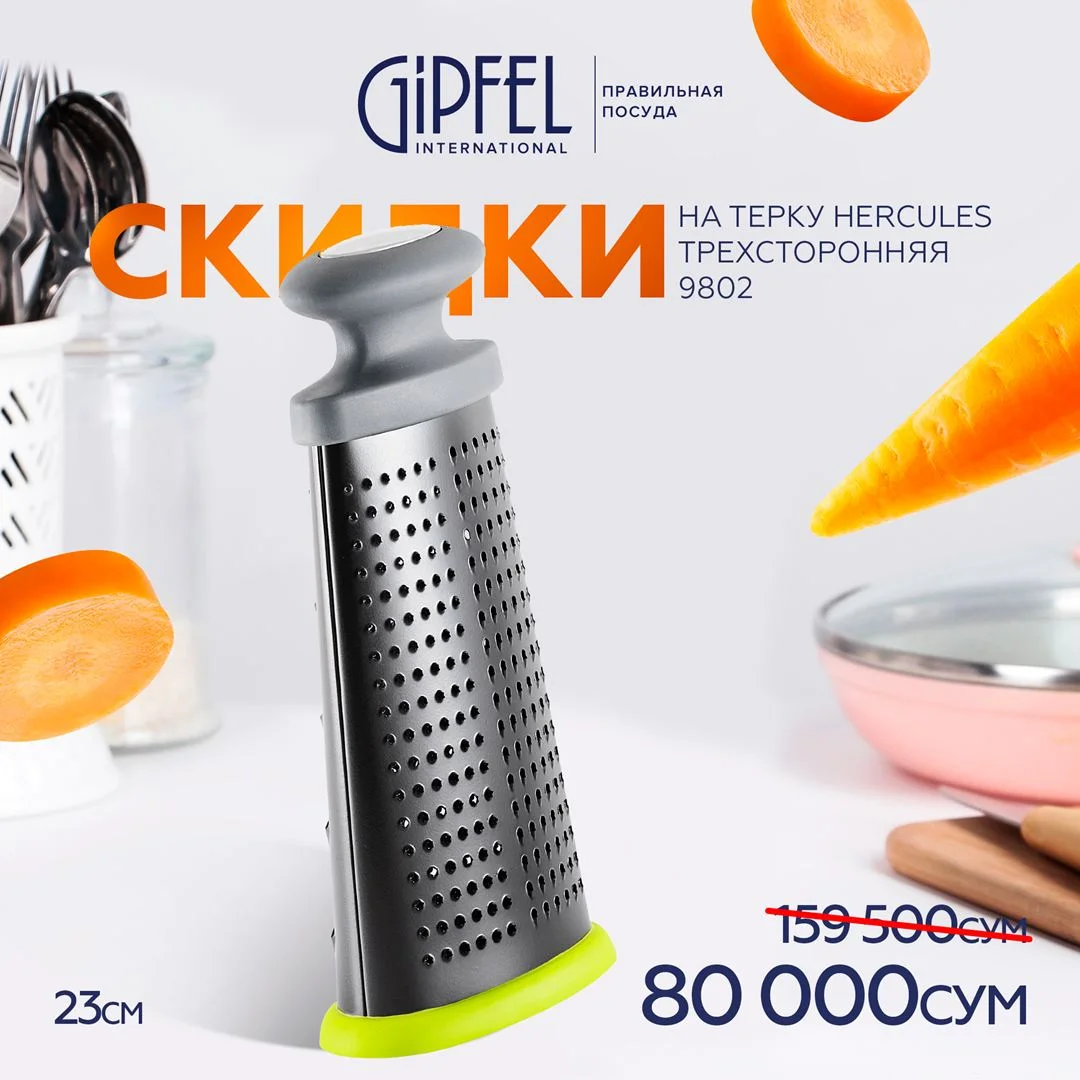 GIPFEL
INTERNATIONAL
ПРАВИЛЬНАЯ
ПОСУДА
СКИДКИ
НА ТЕРКУ HERCULES
ТРЕХСТОРОННЯЯ
9802
159 500СУМ
80 000СУМ
23СМ